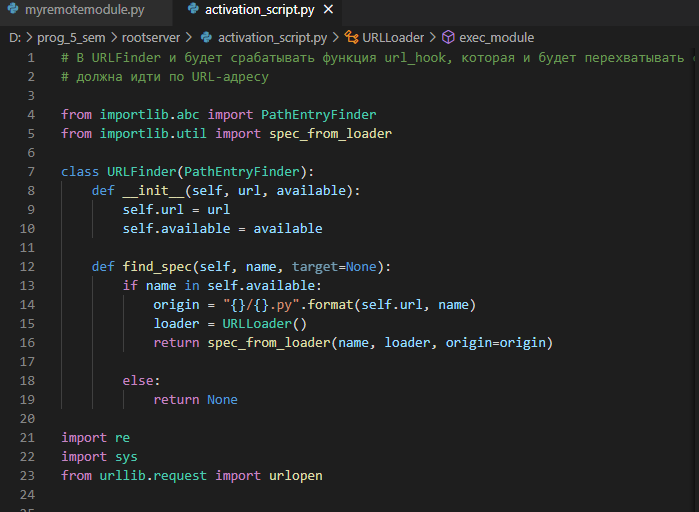 myremotemodule.py
activation_script.py
D: > prog_5_sem > rootserver > activation_script.py > URLLoader > exec_module
1 # В URLFinder и будет срабатывать функция url_hook, которая и будет перехватывать
2 # должна идти по URL-адресу
3
4 from importlib.abc import PathEntryFinder
5 from importlib.util import spec_from_loader
6
7 class URLFinder(PathEntryFinder):
8     def __init__(self, url, available):
9         self.url = url
10         self.available = available
11
12     def find_spec(self, name, target=None):
13         if name in self.available:
14             origin = "{}/{}.py".format(self.url, name)
15             loader = URLLoader()
16             return spec_from_loader(name, loader, origin=origin)
17
18         else:
19             return None
20
21 import re
22 import sys
23 from urllib.request import urlopen
24